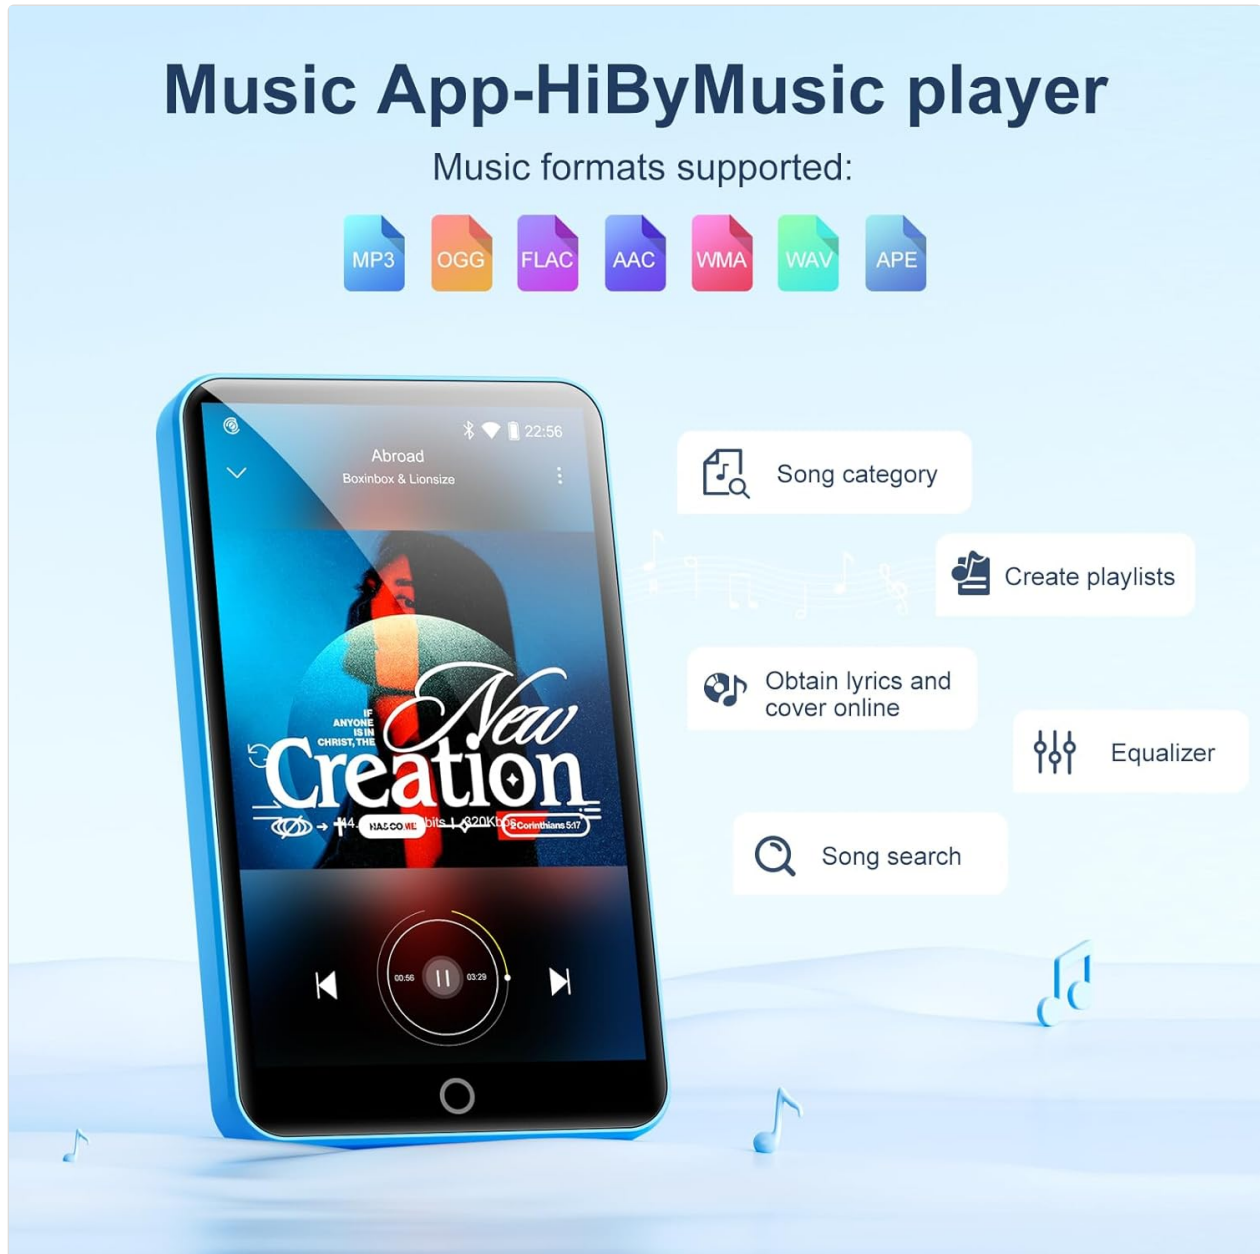 Music App-HiByMusic player
Music formats supported:
MP3 OGG FLAC AAC WMA WAV APE
22:56
Abroad
Boxinbox & Lionsize
IF
ANYONE
IS IN
CHRIST, THE
New
Creation
bits
320Kbps
2 Corinthians 5:17
00:56
03:29
Song category
Create playlists
Obtain lyrics and
cover online
Equalizer
Song search